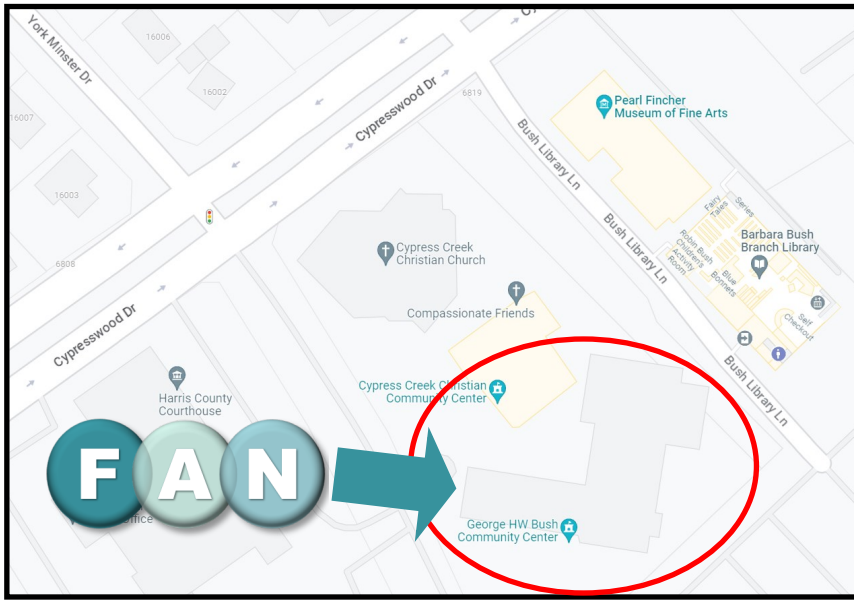 York Minster Dr
16006
16002
16007
16003
6819
6808
Cypresswood Dr
Cypresswood Dr
Bush Library Ln
Bush Library Ln
Bush Library Ln
Pearl Fincher
Museum of Fine Arts
Fairy
Tales
Series
Robin Bush
Children's
Activity
Room
Blue
Bonnets
Barbara Bush
Branch Library
Self
Checkout
Cypress Creek
Christian Church
Compassionate Friends
Cypress Creek Christian
Community Center
Harris County
Courthouse
FAN
Office
George HW Bush
Community Center